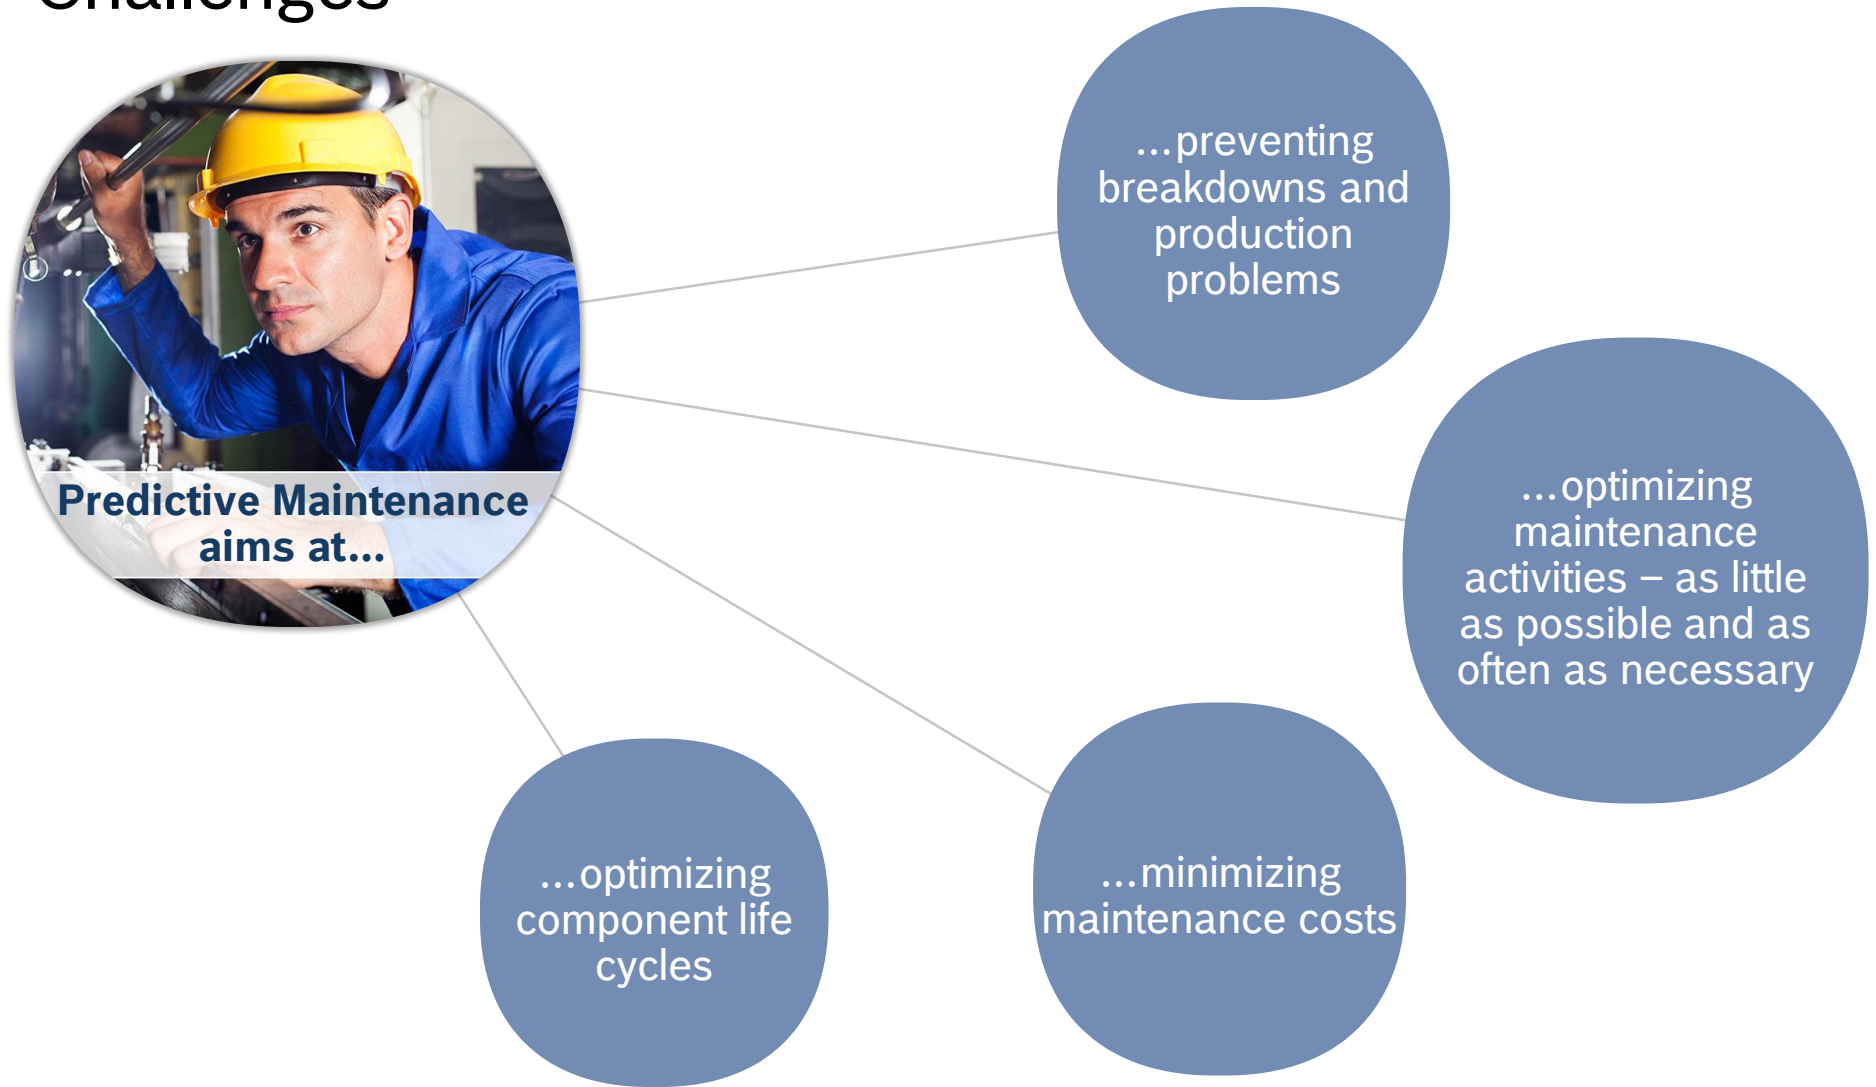 Challenges
Predictive Maintenance
aims at...
...preventing
breakdowns and
production
problems
...optimizing
maintenance
activities – as little
as possible and as
often as necessary
...minimizing
maintenance costs
...optimizing
component life
cycles